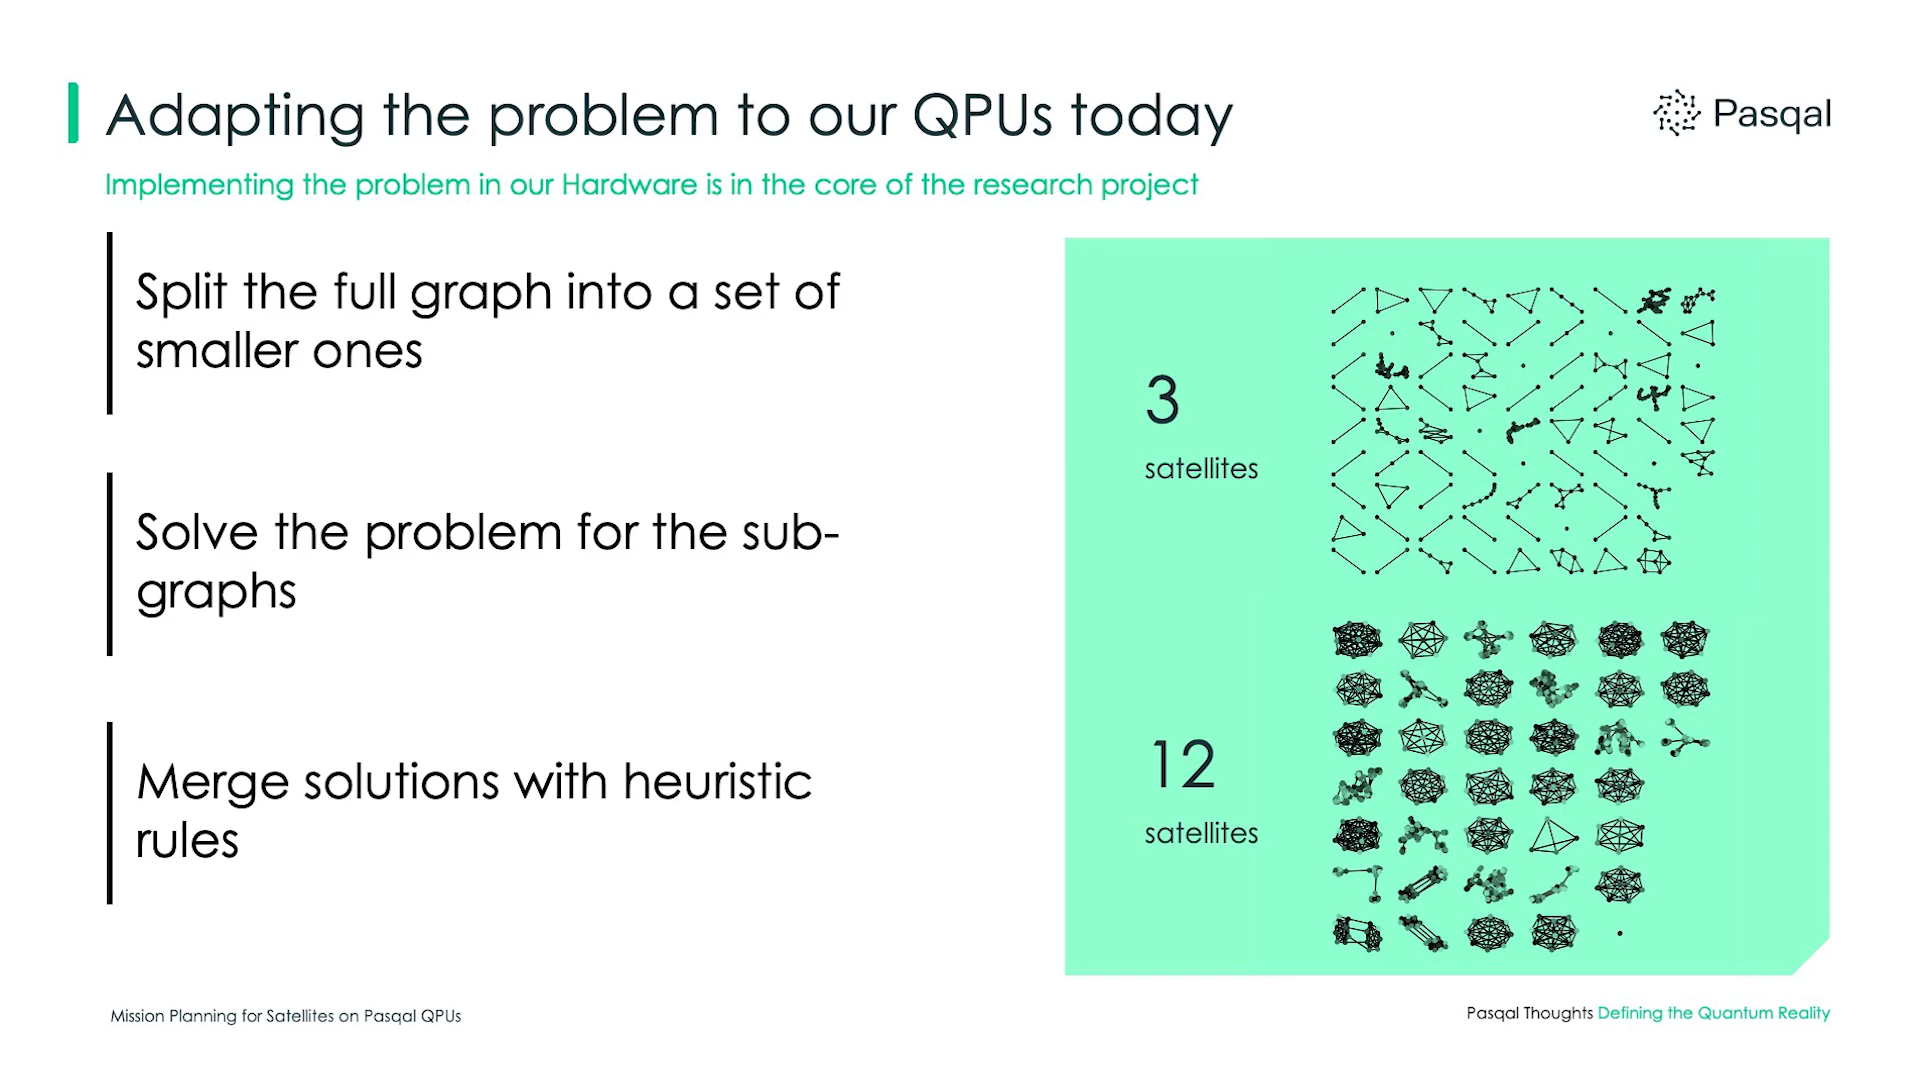 Adapting the problem to our QPUs today
Pasqal
Implementing the problem in our Hardware is in the core of the research project
Split the full graph into a set of
smaller ones
Solve the problem for the sub-
graphs
Merge solutions with heuristic
rules
3
satellites
12
satellites
Mission Planning for Satellites on Pasqal QPUs
Pasqal Thoughts Defining the Quantum Reality